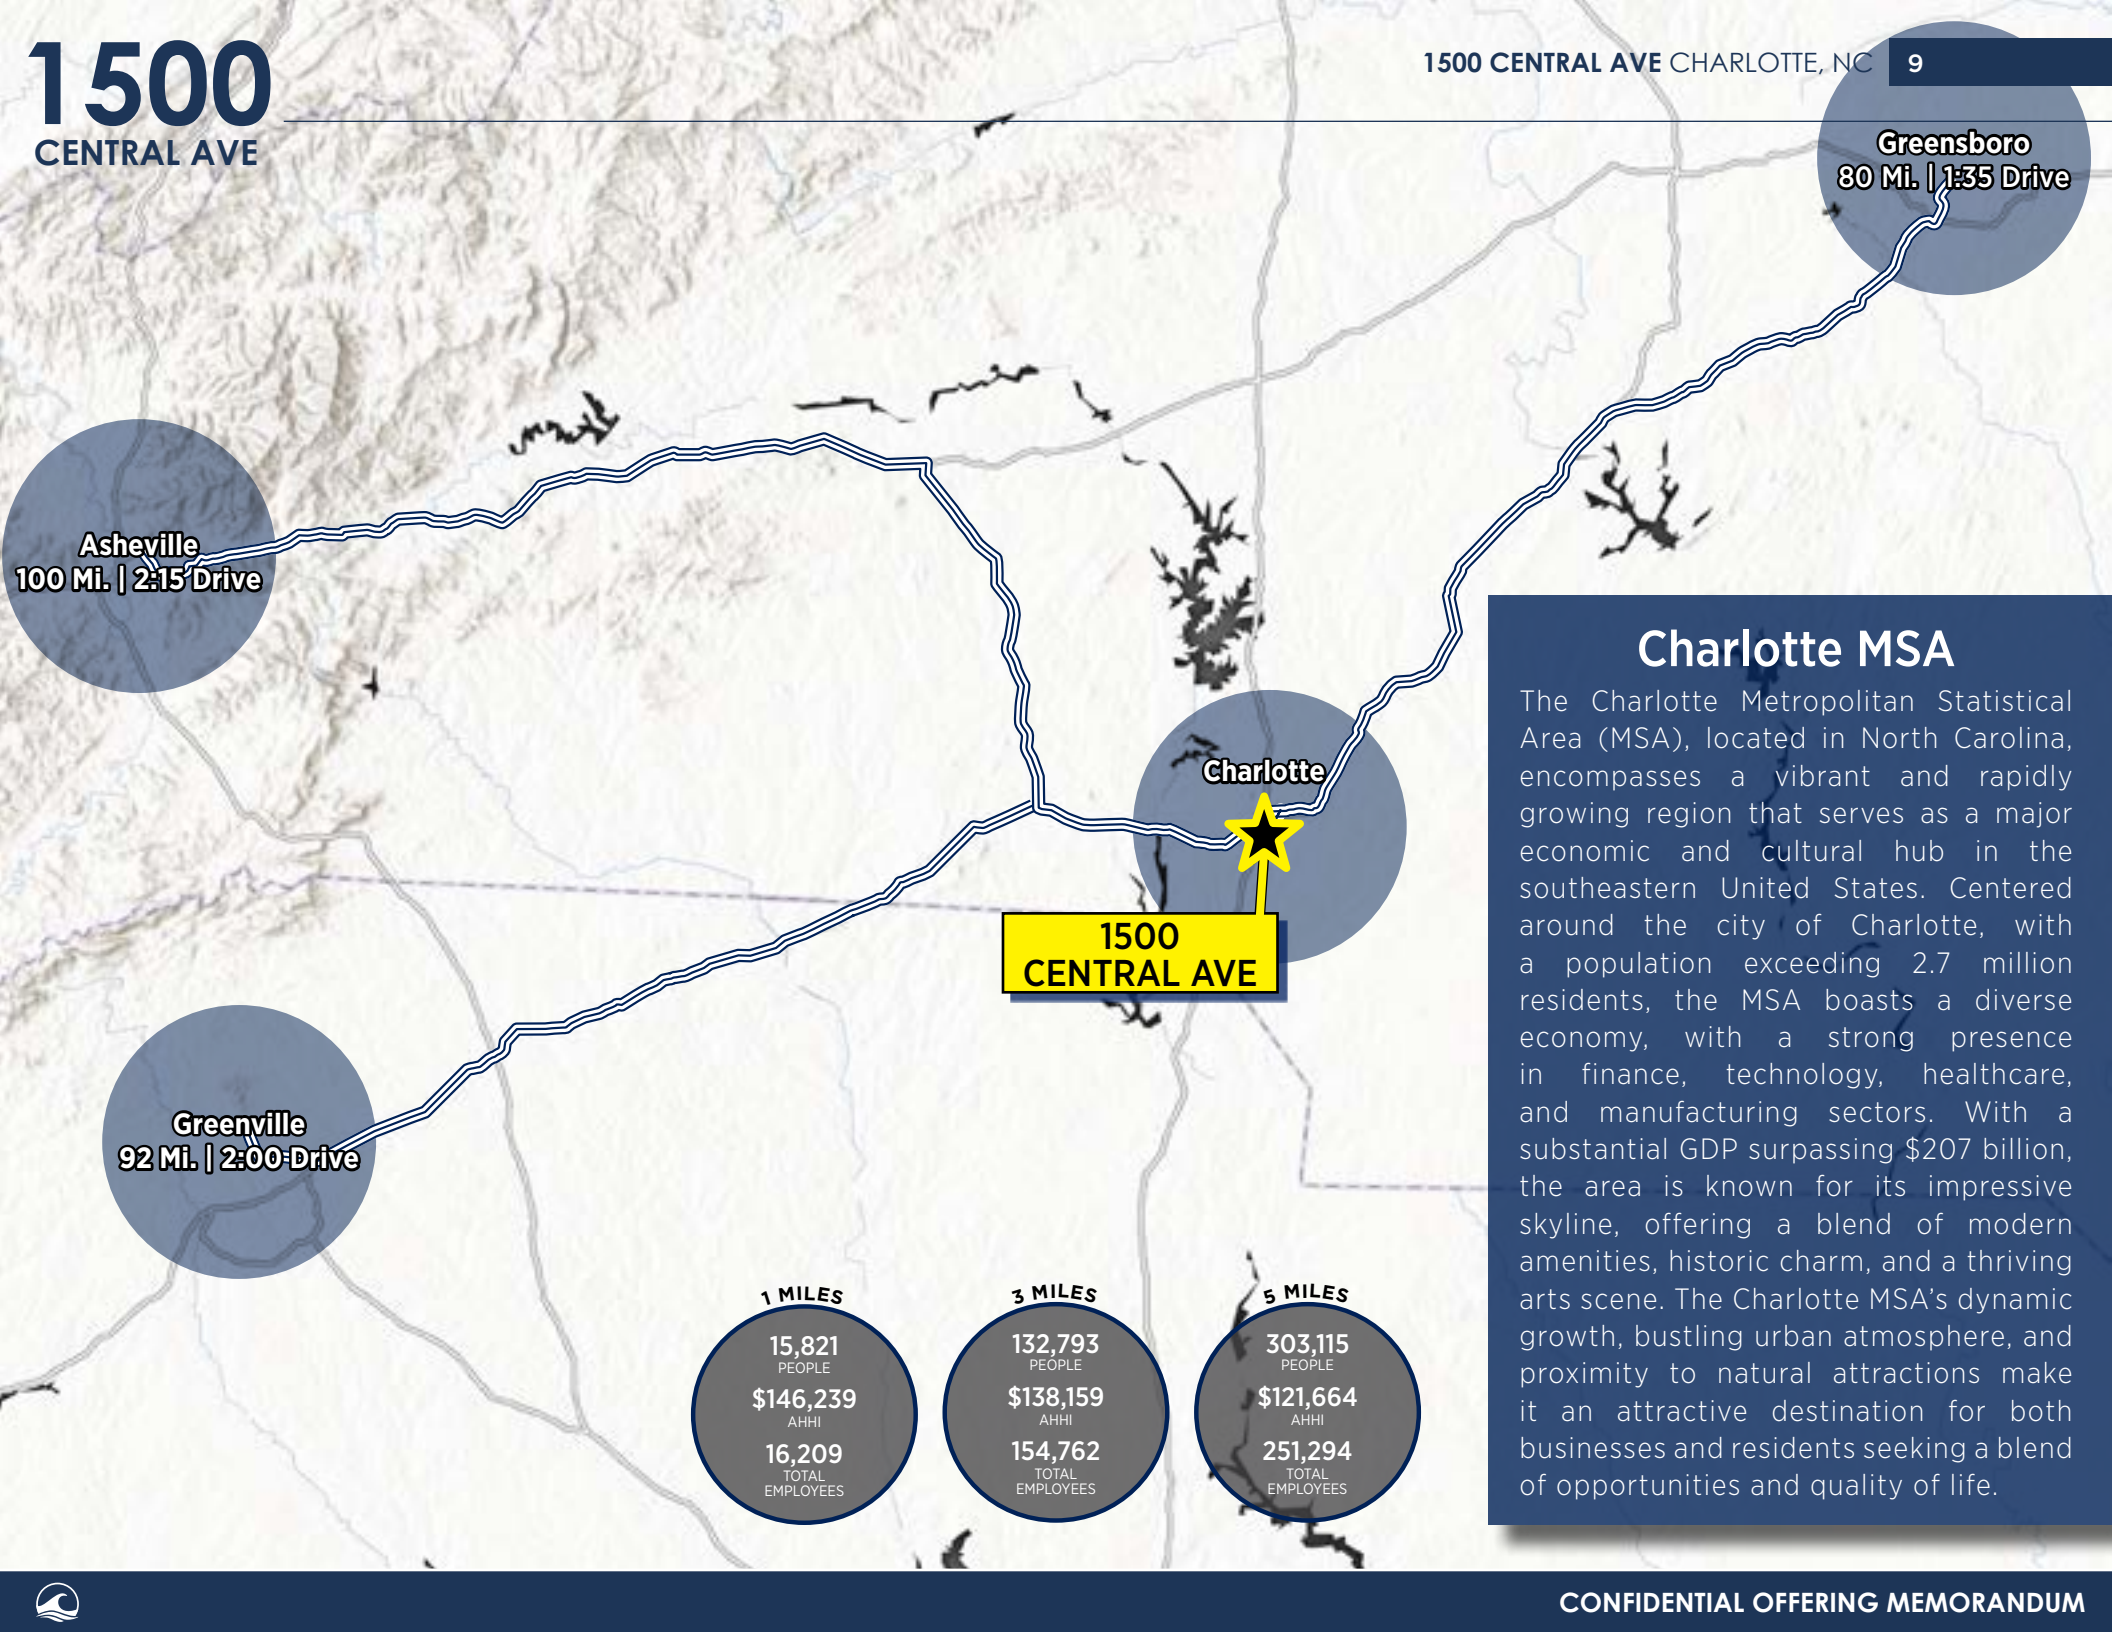 1500
CENTRAL AVE
1500 CENTRAL AVE CHARLOTTE, NC 9
Greensboro
80 Mi. | 1:35 Drive
Asheville
100 Mi. | 2:15 Drive
Charlotte
1500
CENTRAL AVE
Greenville
92 Mi. | 2:00 Drive
Charlotte MSA
The Charlotte Metropolitan Statistical
Area (MSA), located in North Carolina,
encompasses a vibrant and rapidly
growing region that serves as a major
economic and cultural hub in the
southeastern United States. Centered
around the city of Charlotte, with
a population exceeding 2.7 million
residents, the MSA boasts a diverse
economy, with a strong presence
in finance, technology, healthcare,
and manufacturing sectors. With a
substantial GDP surpassing $207 billion,
the area is known for its impressive
skyline, offering a blend of modern
amenities, historic charm, and a thriving
arts scene. The Charlotte MSA’s dynamic
growth, bustling urban atmosphere, and
proximity to natural attractions make
it an attractive destination for both
businesses and residents seeking a blend
of opportunities and quality of life.
1 MILES
15,821
PEOPLE
$146,239
AHHI
16,209
TOTAL
EMPLOYEES
3 MILES
132,793
PEOPLE
$138,159
AHHI
154,762
TOTAL
EMPLOYEES
5 MILES
303,115
PEOPLE
$121,664
AHHI
251,294
TOTAL
EMPLOYEES
CONFIDENTIAL OFFERING MEMORANDUM